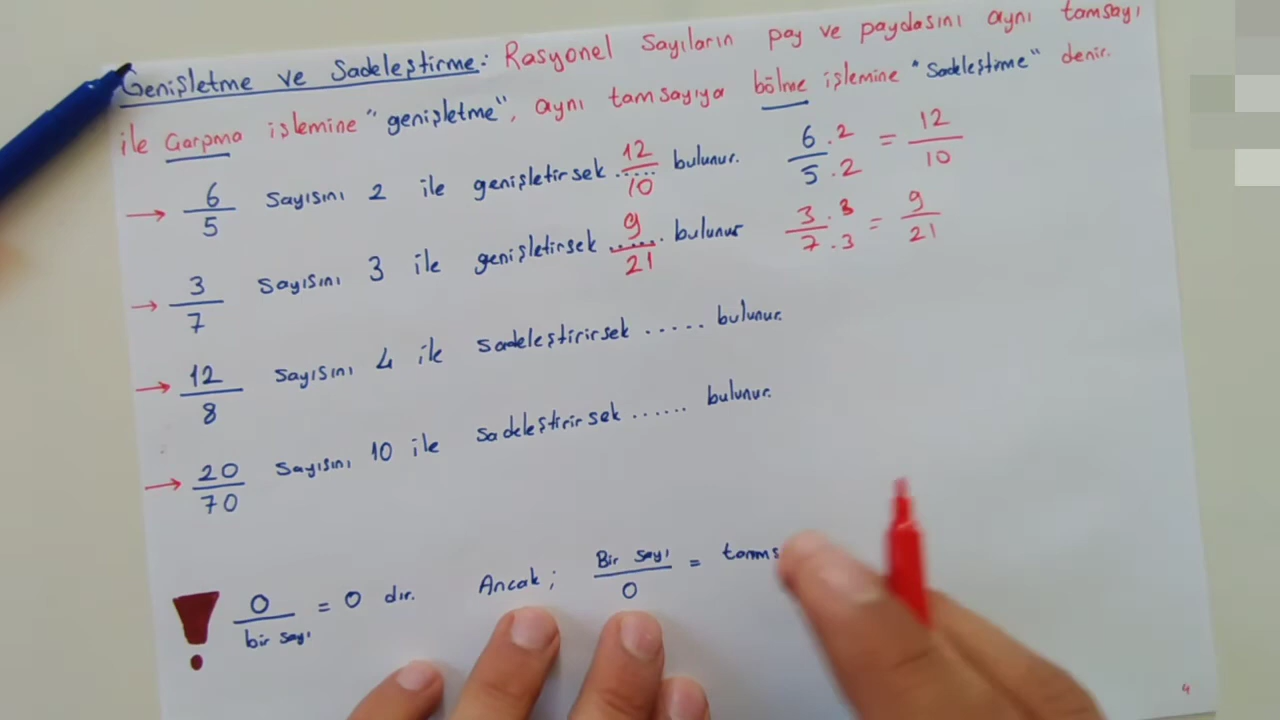 Genişletme ve Sadeleştirme: Rasyonel Sayıların pay ve paydasını aynı tamsayı
ile Çarpma işlemine "genişletme", aynı tamsayıya bölme işlemine "Sadeleştirme" denir.
→ 6/5 sayısını 2 ile genişletirsek 12/10 bulunur. 6.2/5.2 = 12/10
→ 3/7 sayısını 3 ile genişletirsek 9/21 bulunur 3.3/7.3 = 9/21
→ 12/8 sayısını 4 ile sadeleştirirsek ..... bulunur.
→ 20/70 sayısını 10 ile sadeleştirirsek ...... bulunur.
! 0/bir sayı = 0 dır. Ancak; Bir sayı/0 =
4